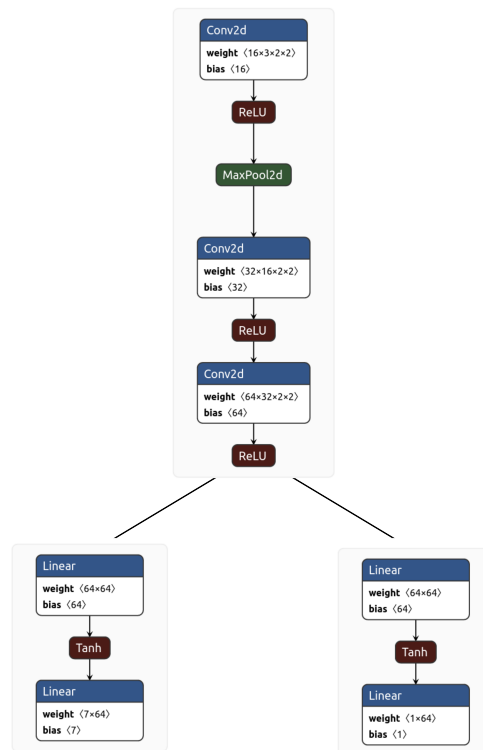 Conv2d
weight 〈16×3×2×2〉
bias 〈16〉
ReLU
MaxPool2d
Conv2d
weight 〈32×16×2×2〉
bias 〈32〉
ReLU
Conv2d
weight 〈64×32×2×2〉
bias 〈64〉
ReLU
Linear
weight 〈64×64〉
bias 〈64〉
Tanh
Linear
weight 〈7×64〉
bias 〈7〉
Linear
weight 〈64×64〉
bias 〈64〉
Tanh
Linear
weight 〈1×64〉
bias 〈1〉